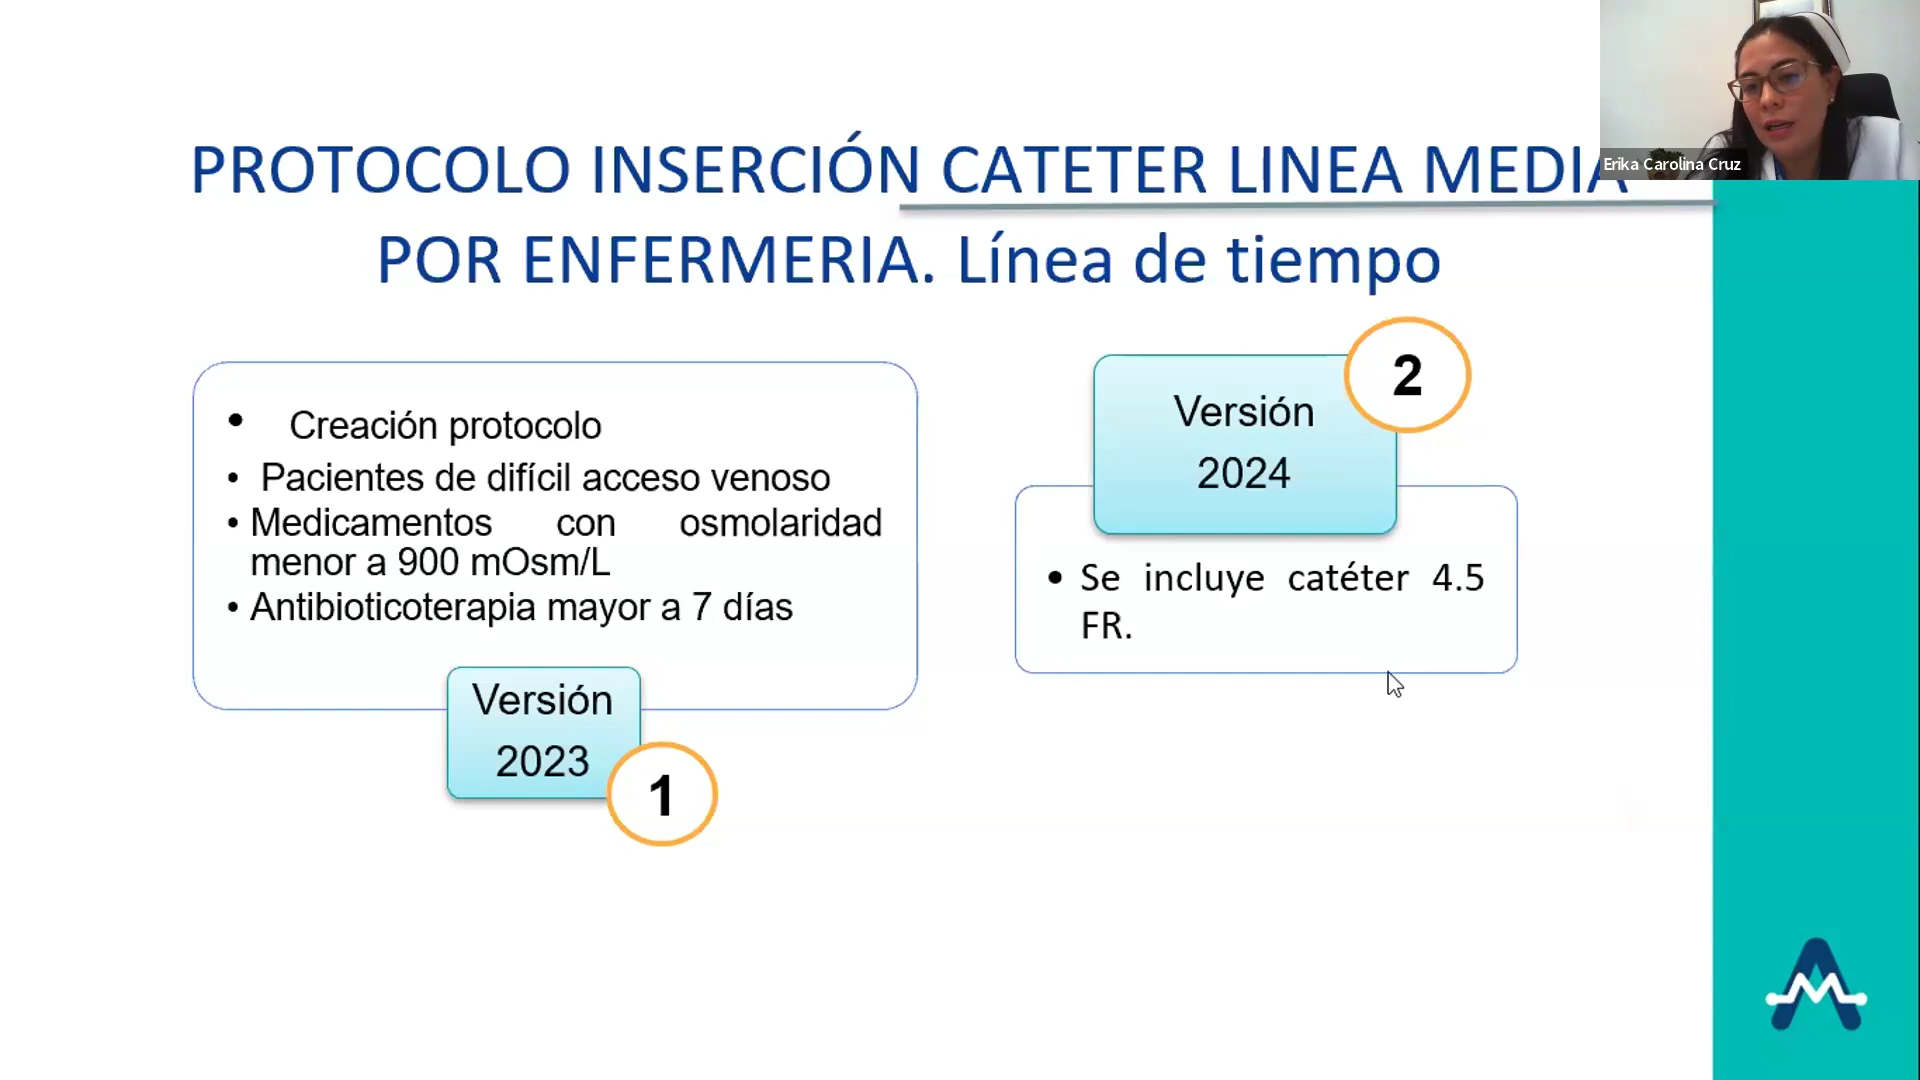 PROTOCOLO INSERCIÓN CATETER LINEA MEDIA
POR ENFERMERIA. Línea de tiempo
Erika Carolina Cruz
• Creación protocolo
• Pacientes de difícil acceso venoso
• Medicamentos con osmolaridad
menor a 900 mOsm/L
• Antibioticoterapia mayor a 7 días
Versión
2023
1
2
Versión
2024
• Se incluye catéter 4.5
FR.